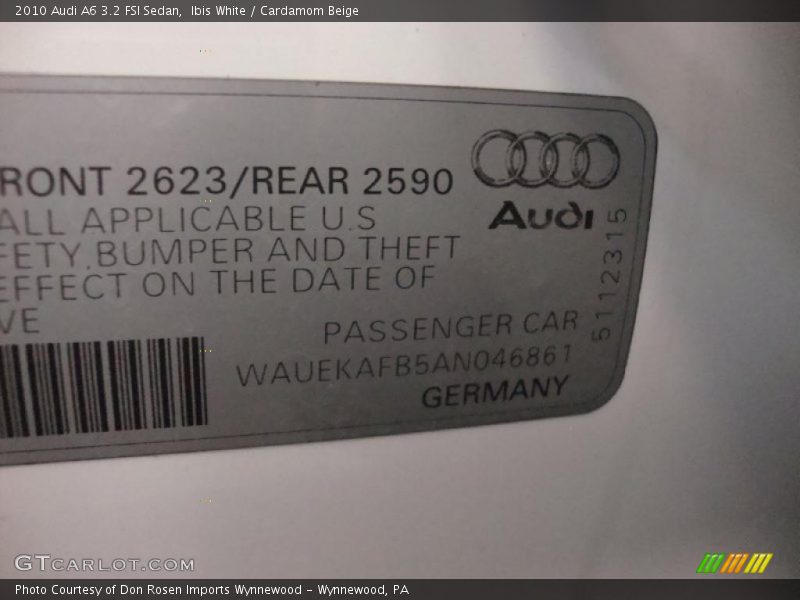 2010 Audi A6 3.2 FSI Sedan, Ibis White / Cardamom Beige
RONT 2623/REAR 2590
ALL APPLICABLE U.S
FETY,BUMPER AND THEFT
EFFECT ON THE DATE OF
VE
Audi
PASSENGER CAR
WAUEKAFB5AN046861
GERMANY
5112315
GTCARLOT.COM
Photo Courtesy of Don Rosen Imports Wynnewood - Wynnewood, PA